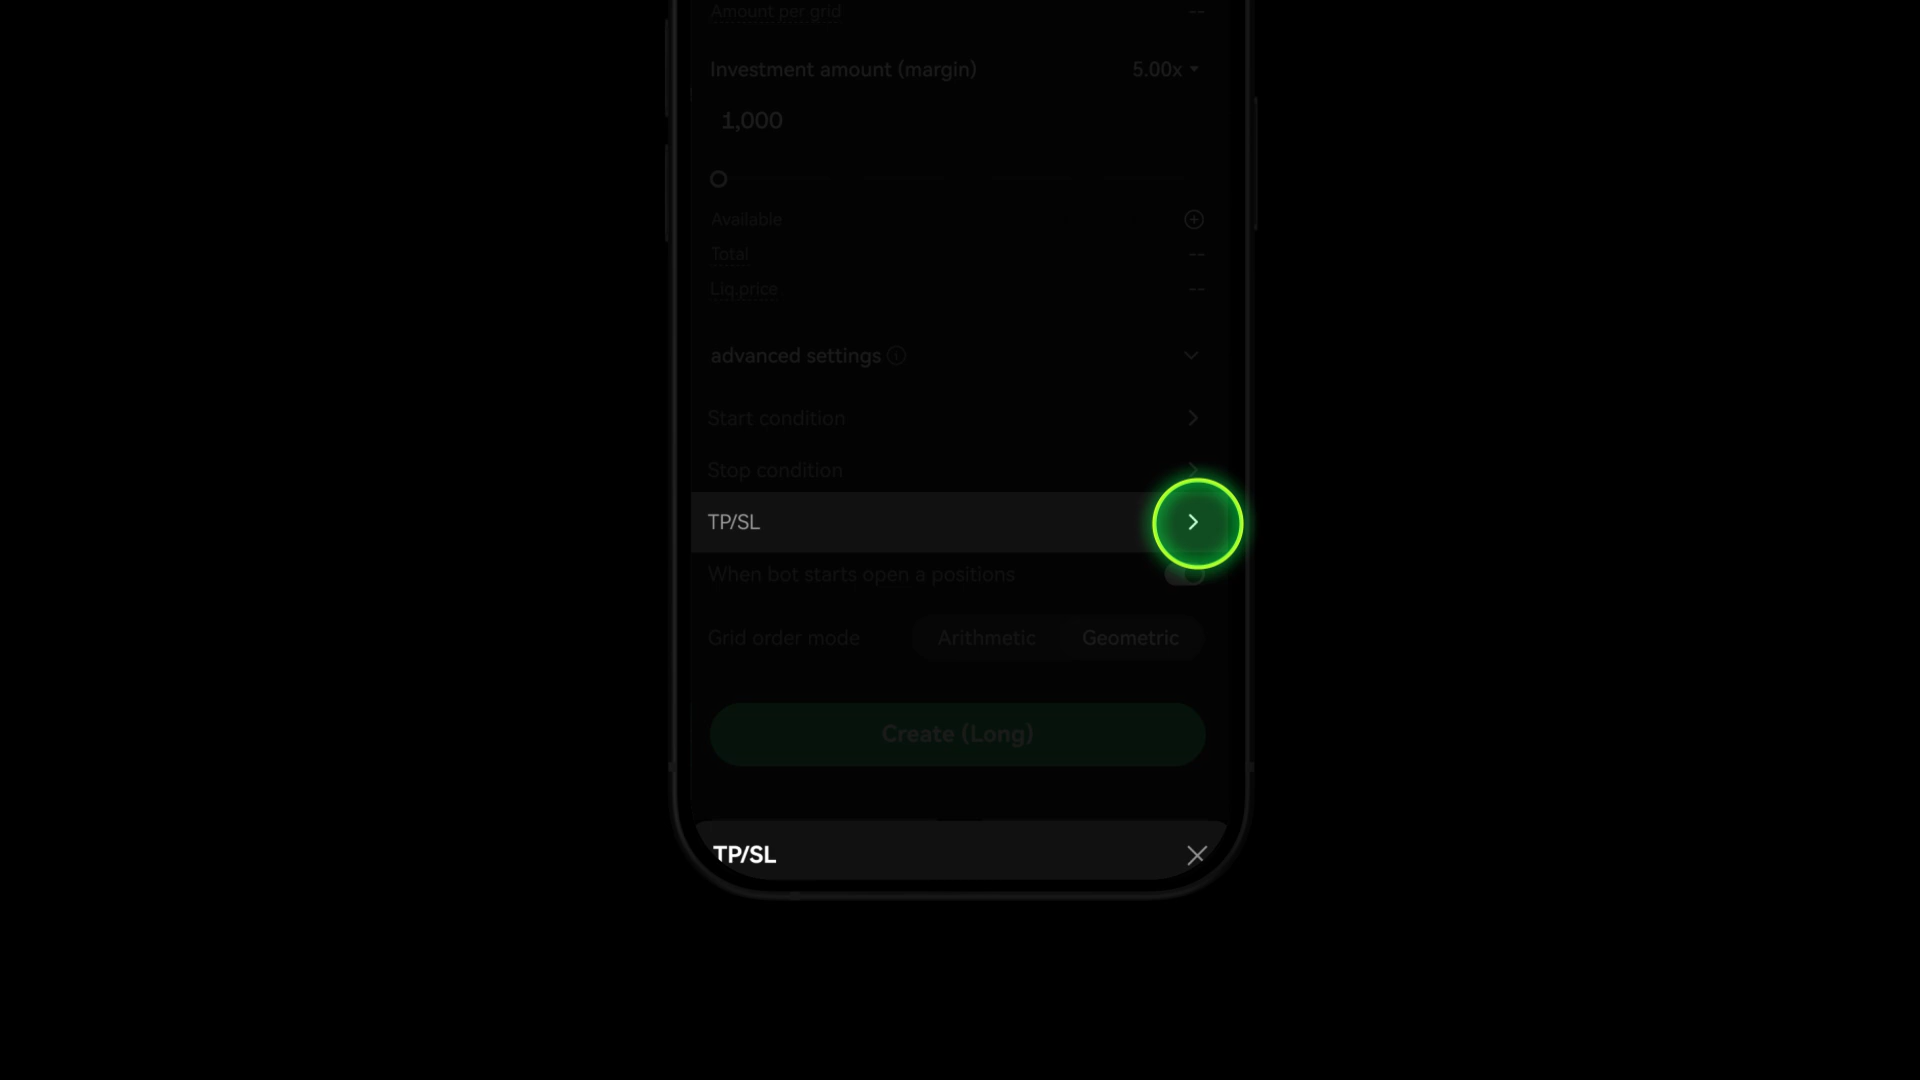 Amount per grid --
Investment amount (margin) 5.00x
1,000
Available
Total --
Liq.price --
advanced settings
Start condition
Stop condition
TP/SL
When bot starts open a positions
Grid order mode Arithmetic Geometric
Create (Long)
TP/SL